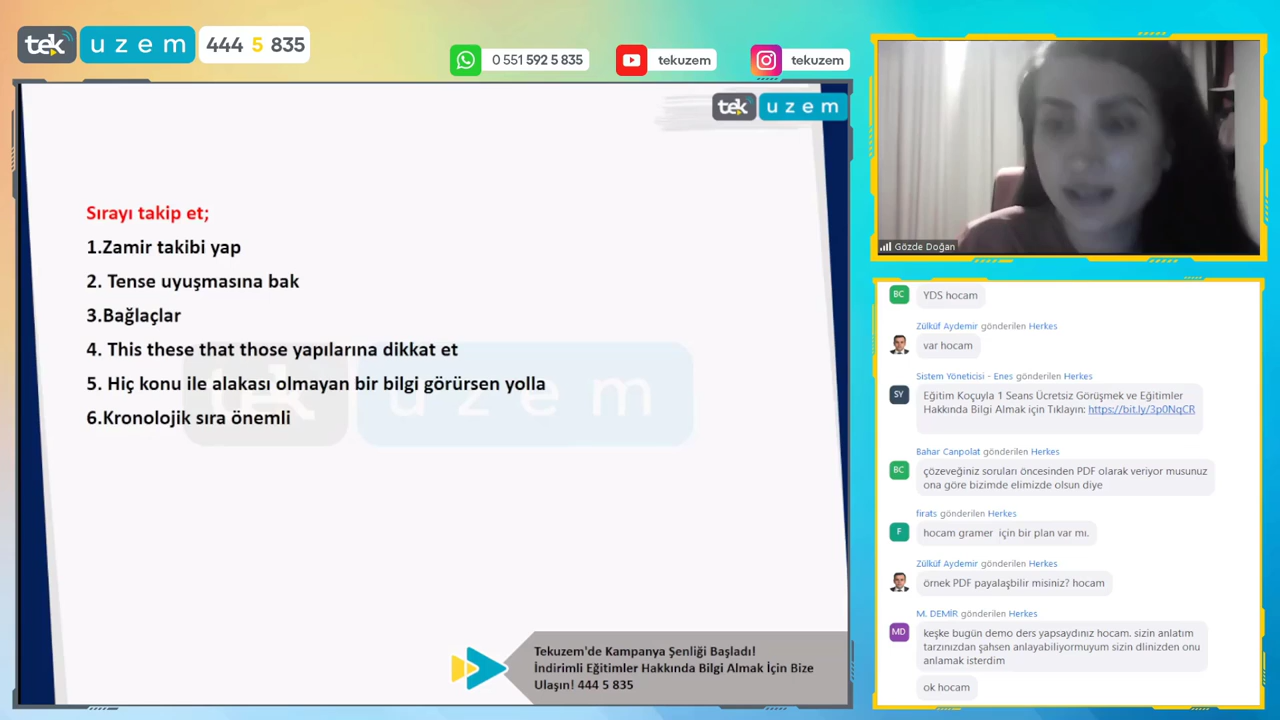 tek
uzem
444 5 835
0 551 592 5 835
tekuzem
tekuzem
tek uzem
Sırayı takip et;
1.Zamir takibi yap
2. Tense uyuşmasına bak
3.Bağlaçlar
4. This these that those yapılarına dikkat et
5. Hiç konu ile alakası olmayan bir bilgi görürsen yolla
6.Kronolojik sıra önemli
tek uzem
Tekuzem'de Kampanya Şenliği Başladı!
İndirimli Eğitimler Hakkında Bilgi Almak İçin Bize
Ulaşın! 444 5 835
Gözde Doğan
BC
YDS hocam
Zülküf Aydemir gönderilen Herkes
var hocam
Sistem Yöneticisi - Enes gönderilen Herkes
SY
Eğitim Koçuyla 1 Seans Ücretsiz Görüşmek ve Eğitimler
Hakkında Bilgi Almak için Tıklayın: https://bit.ly/3p0NqCR
Bahar Canpolat gönderilen Herkes
BC
çözeveğiniz soruları öncesinden PDF olarak veriyor musunuz
ona göre bizimde elimizde olsun diye
firats gönderilen Herkes
F
hocam gramer  için bir plan var mı.
Zülküf Aydemir gönderilen Herkes
örnek PDF payalaşbilir misiniz? hocam
M. DEMİR gönderilen Herkes
MD
keşke bugün demo ders yapsaydınız hocam. sizin anlatım
tarzınızdan şahsen anlayabiliyormuyum sizin dlinizden onu
anlamak isterdim
ok hocam